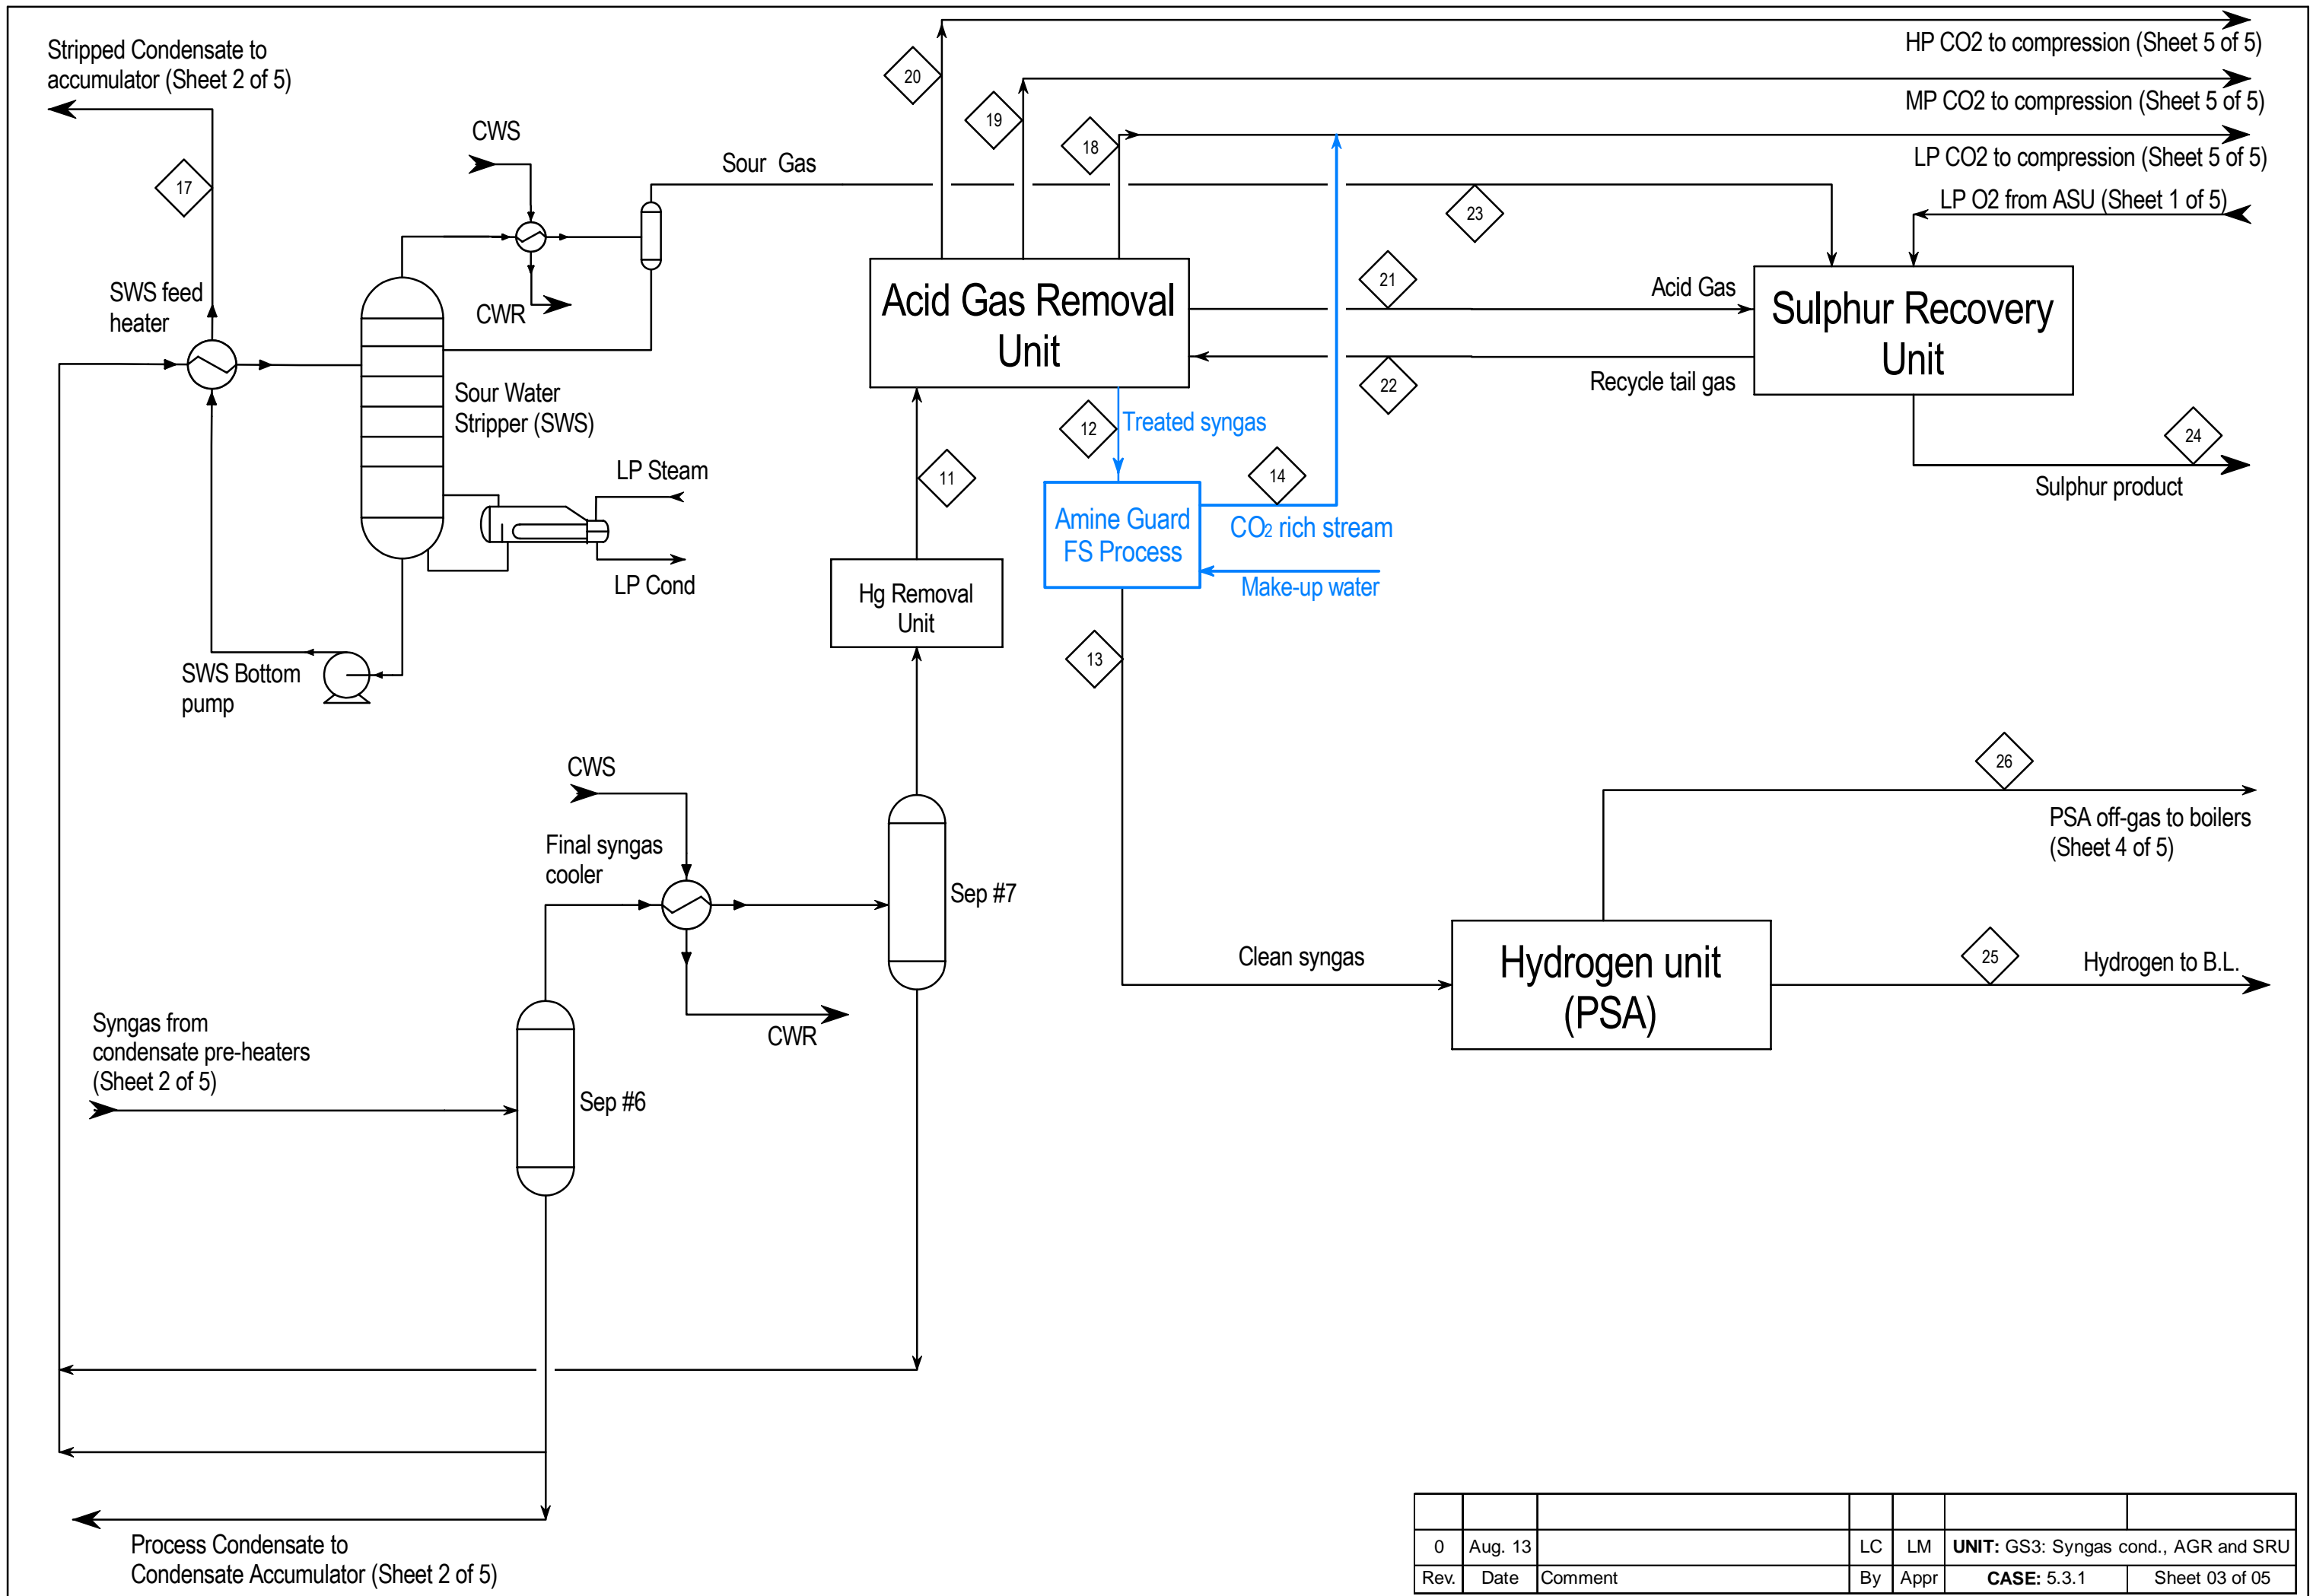 Stripped Condensate to
accumulator (Sheet 2 of 5)
20
HP CO2 to compression (Sheet 5 of 5)
MP CO2 to compression (Sheet 5 of 5)
19
18
LP CO2 to compression (Sheet 5 of 5)
CWS
17
Sour Gas
23
LP O2 from ASU (Sheet 1 of 5)
SWS feed
heater
CWR
Acid Gas Removal
Unit
21
Acid Gas
Sulphur Recovery
Unit
22
Recycle tail gas
Sour Water
Stripper (SWS)
12
Treated syngas
24
Sulphur product
LP Steam
LP Cond
11
14
Amine Guard
FS Process
CO2 rich stream
Make-up water
Hg Removal
Unit
13
SWS Bottom
pump
CWS
Final syngas
cooler
Sep #7
26
PSA off-gas to boilers
(Sheet 4 of 5)
Clean syngas
Hydrogen unit
(PSA)
25
Hydrogen to B.L.
Syngas from
condensate pre-heaters
(Sheet 2 of 5)
CWR
Sep #6
Process Condensate to
Condensate Accumulator (Sheet 2 of 5)
0 Aug. 13 LC LM UNIT: GS3: Syngas cond., AGR and SRU
Rev. Date Comment By Appr CASE: 5.3.1 Sheet 03 of 05